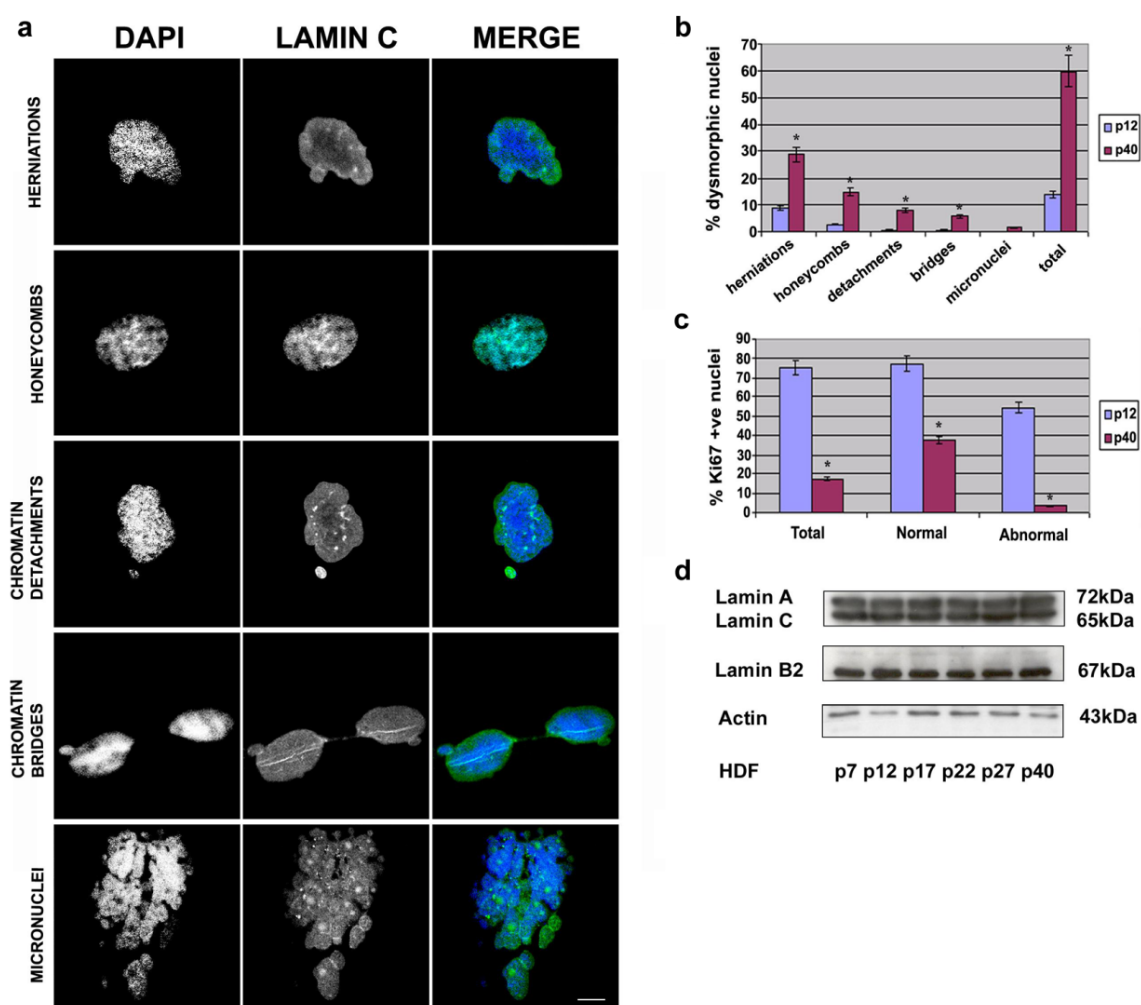 a
DAPI LAMIN C MERGE
HERNIATIONS
HONEYCOMBS
CHROMATIN
DETACHMENTS
CHROMATIN
BRIDGES
MICRONUCLEI
b
% dysmorphic nuclei
70
60
50
40
30
20
10
0
* * * * *
herniations honeycombs detachments bridges micronuclei total
p12
p40
c
% Ki67 +ve nuclei
90
80
70
60
50
40
30
20
10
0
* * *
Total Normal Abnormal
p12
p40
d
Lamin A 72kDa
Lamin C 65kDa
Lamin B2 67kDa
Actin 43kDa
HDF p7 p12 p17 p22 p27 p40